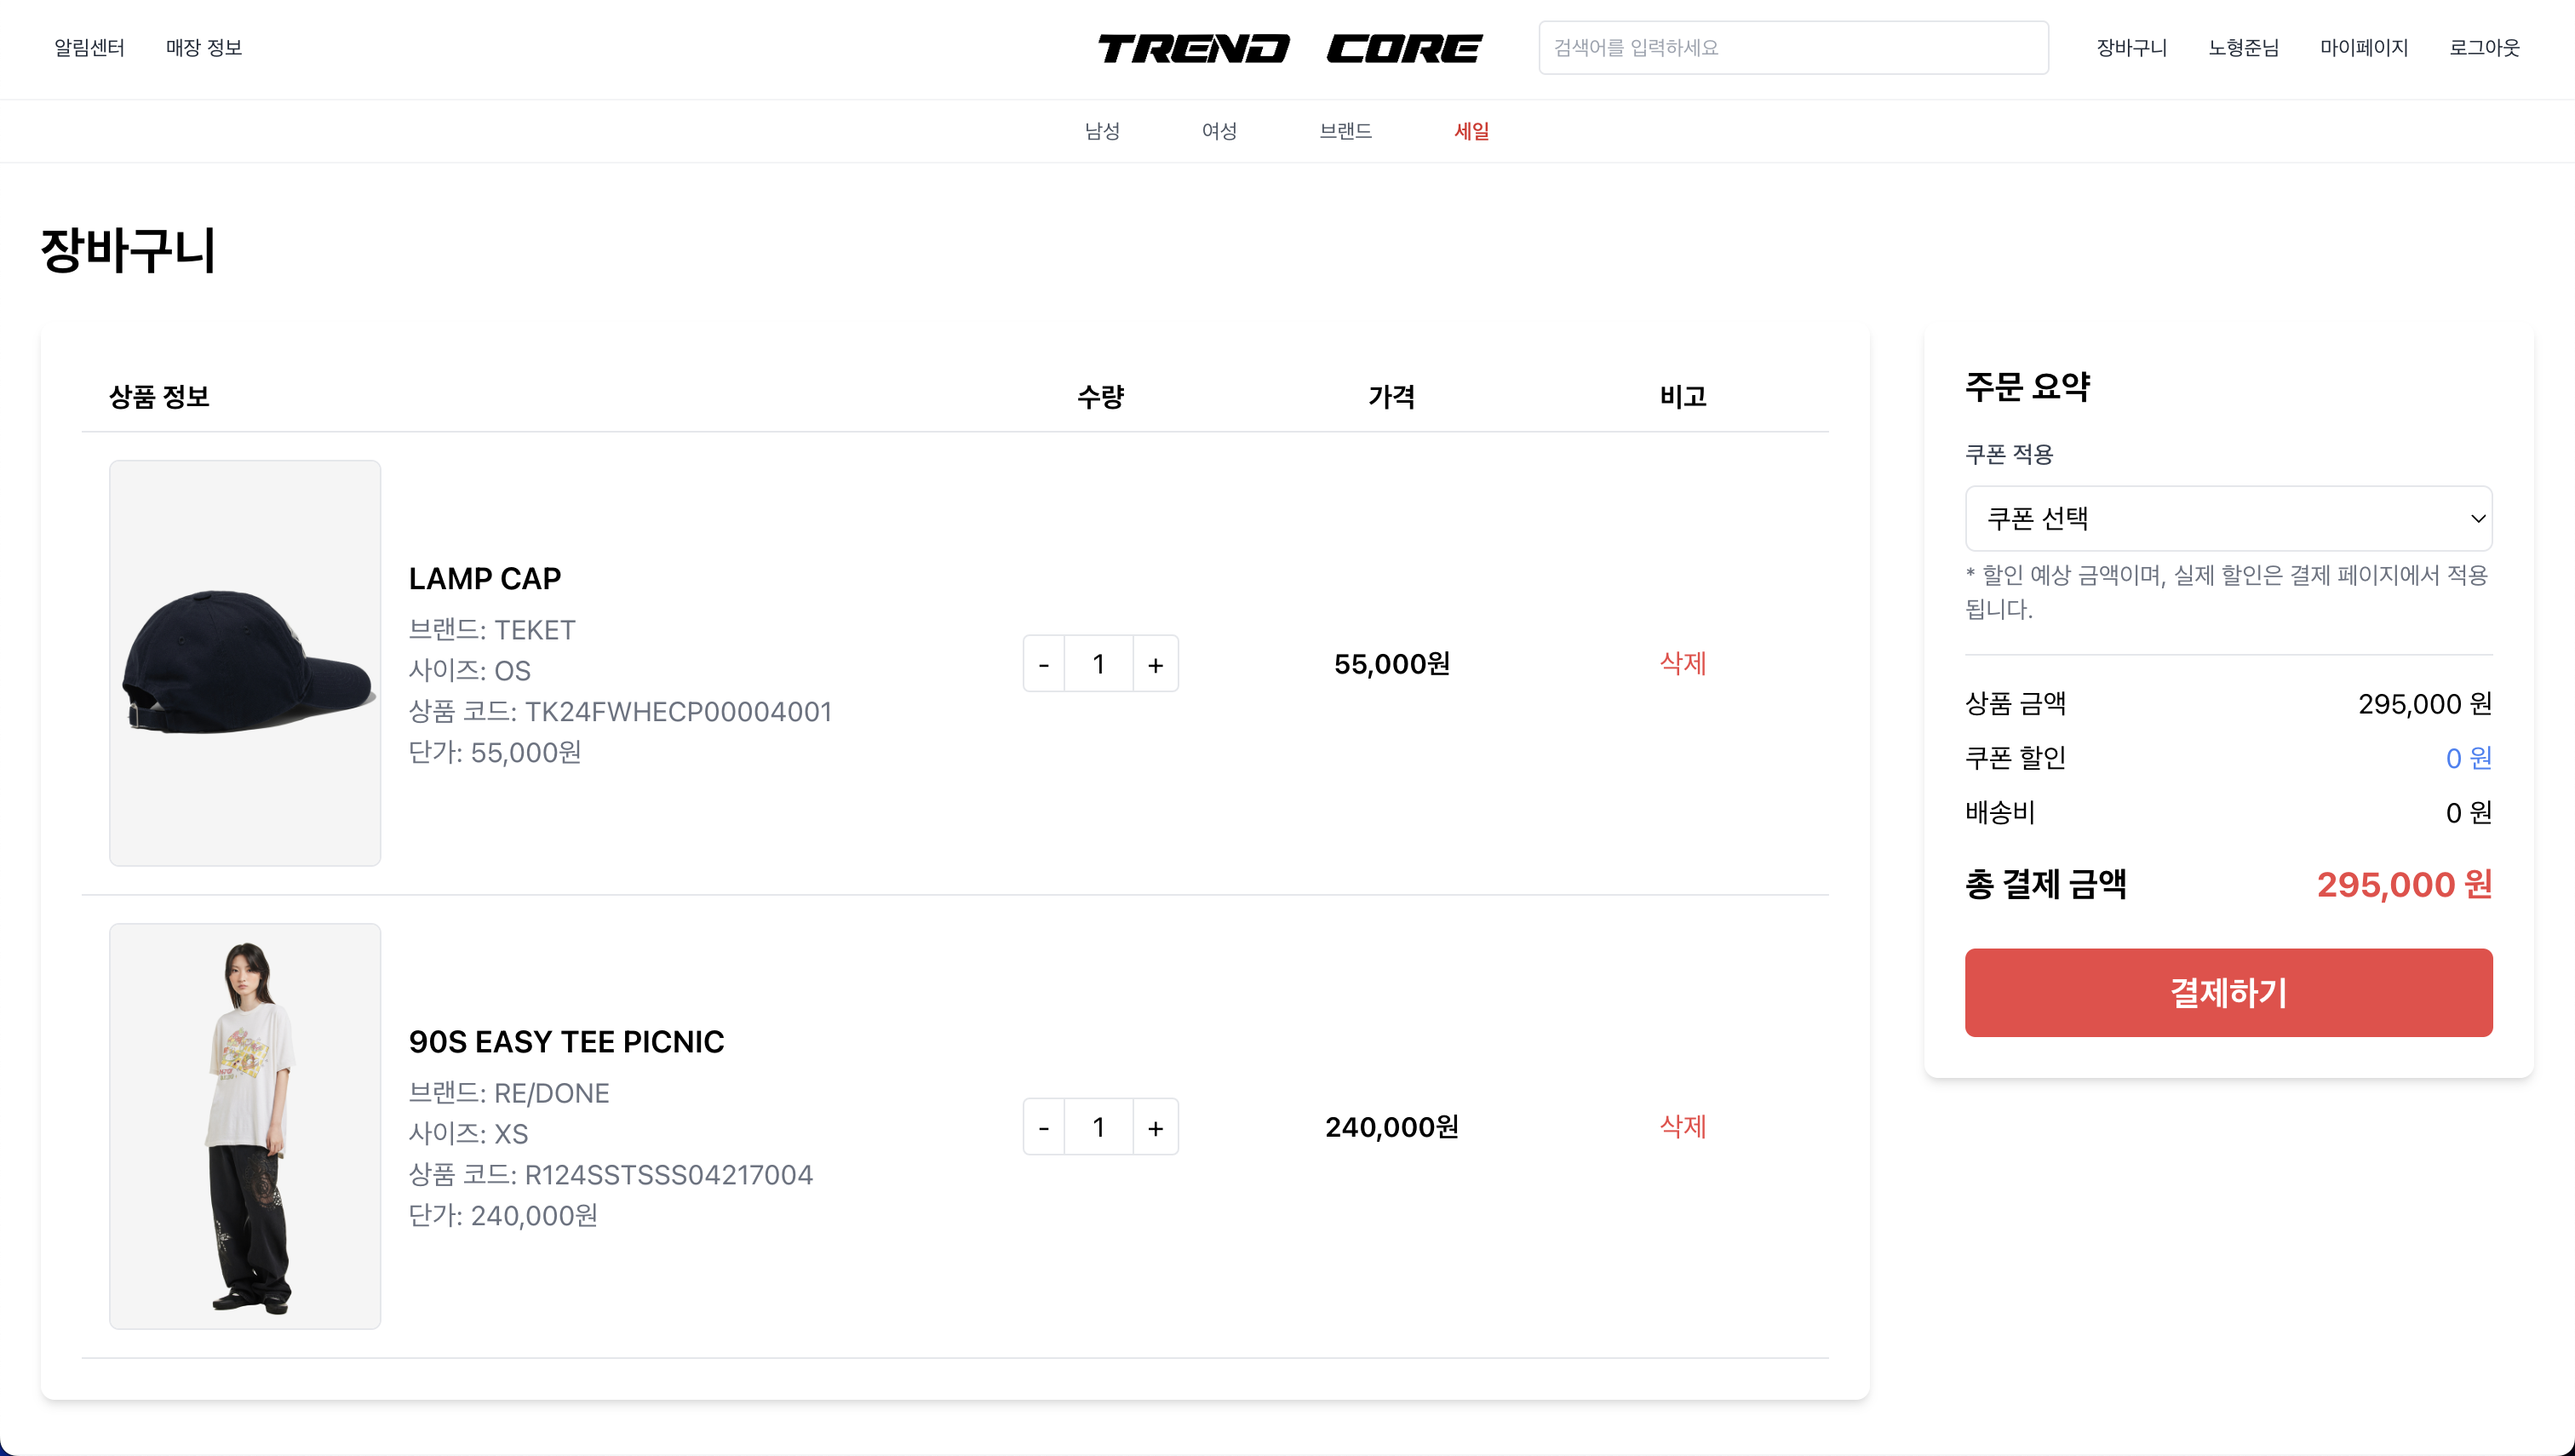 알림센터 매장 정보 TREND CORE 검색어를 입력하세요 장바구니 노형준님 마이페이지 로그아웃
남성 여성 브랜드 세일
장바구니
상품 정보 수량 가격 비고
LAMP CAP
브랜드: TEKET
사이즈: OS
상품 코드: TK24FWHECP00004001
단가: 55,000원
- 1 + 55,000원 삭제
90S EASY TEE PICNIC
브랜드: RE/DONE
사이즈: XS
상품 코드: R124SSTSSS04217004
단가: 240,000원
- 1 + 240,000원 삭제
주문 요약
쿠폰 적용
쿠폰 선택
* 할인 예상 금액이며, 실제 할인은 결제 페이지에서 적용
됩니다.
상품 금액 295,000 원
쿠폰 할인 0 원
배송비 0 원
총 결제 금액 295,000 원
결제하기